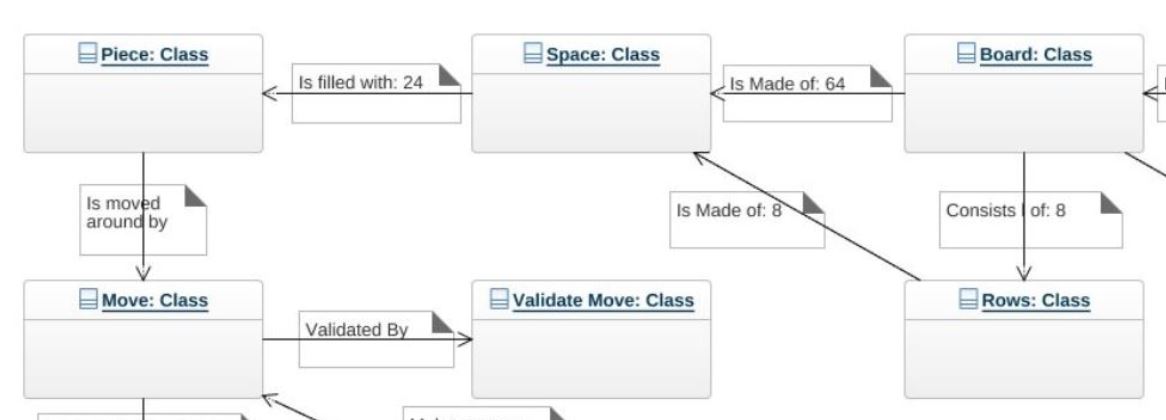 Piece: Class
Space: Class
Board: Class
Is filled with: 24
Is Made of: 64
Is moved
around by
Is Made of: 8
Consists of: 8
Move: Class
Validate Move: Class
Rows: Class
Validated By